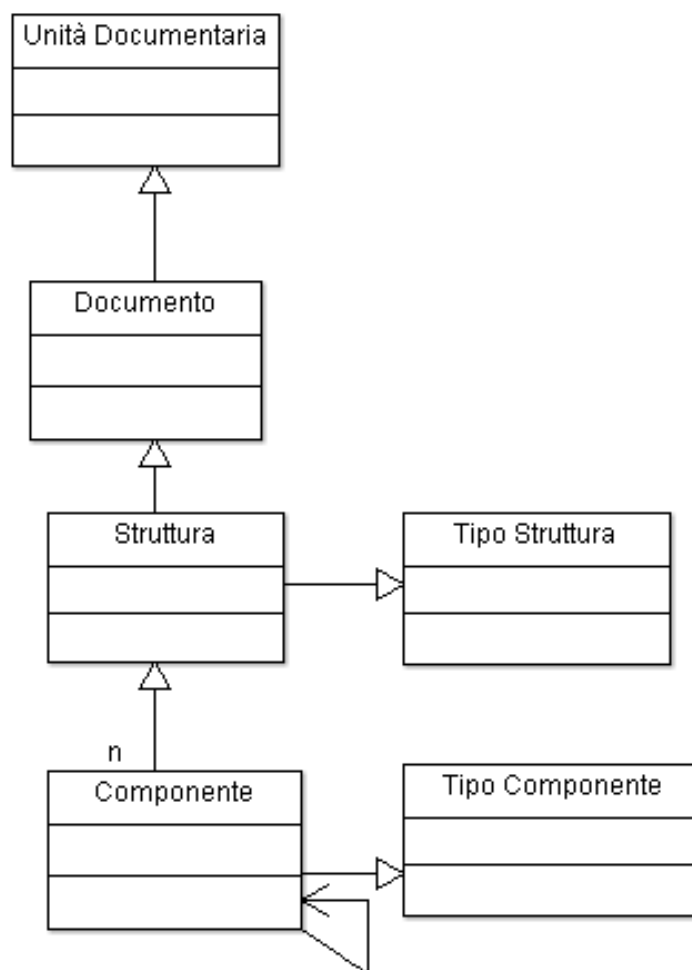 Unità Documentaria
Documento
Struttura
Tipo Struttura
n
Componente
Tipo Componente